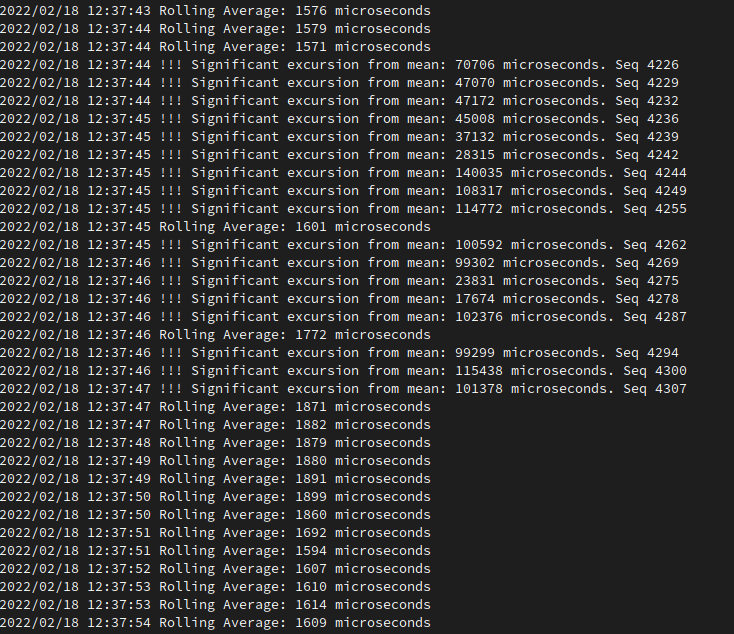 2022/02/18 12:37:43 Rolling Average: 1576 microseconds
2022/02/18 12:37:44 Rolling Average: 1579 microseconds
2022/02/18 12:37:44 Rolling Average: 1571 microseconds
2022/02/18 12:37:44 !!! Significant excursion from mean: 70706 microseconds. Seq 4226
2022/02/18 12:37:44 !!! Significant excursion from mean: 47070 microseconds. Seq 4229
2022/02/18 12:37:44 !!! Significant excursion from mean: 47172 microseconds. Seq 4232
2022/02/18 12:37:45 !!! Significant excursion from mean: 45008 microseconds. Seq 4236
2022/02/18 12:37:45 !!! Significant excursion from mean: 37132 microseconds. Seq 4239
2022/02/18 12:37:45 !!! Significant excursion from mean: 28315 microseconds. Seq 4242
2022/02/18 12:37:45 !!! Significant excursion from mean: 140035 microseconds. Seq 4244
2022/02/18 12:37:45 !!! Significant excursion from mean: 108317 microseconds. Seq 4249
2022/02/18 12:37:45 !!! Significant excursion from mean: 114772 microseconds. Seq 4255
2022/02/18 12:37:45 Rolling Average: 1601 microseconds
2022/02/18 12:37:45 !!! Significant excursion from mean: 100592 microseconds. Seq 4262
2022/02/18 12:37:46 !!! Significant excursion from mean: 99302 microseconds. Seq 4269
2022/02/18 12:37:46 !!! Significant excursion from mean: 23831 microseconds. Seq 4275
2022/02/18 12:37:46 !!! Significant excursion from mean: 17674 microseconds. Seq 4278
2022/02/18 12:37:46 !!! Significant excursion from mean: 102376 microseconds. Seq 4287
2022/02/18 12:37:46 Rolling Average: 1772 microseconds
2022/02/18 12:37:46 !!! Significant excursion from mean: 99299 microseconds. Seq 4294
2022/02/18 12:37:46 !!! Significant excursion from mean: 115438 microseconds. Seq 4300
2022/02/18 12:37:47 !!! Significant excursion from mean: 101378 microseconds. Seq 4307
2022/02/18 12:37:47 Rolling Average: 1871 microseconds
2022/02/18 12:37:47 Rolling Average: 1882 microseconds
2022/02/18 12:37:48 Rolling Average: 1879 microseconds
2022/02/18 12:37:49 Rolling Average: 1880 microseconds
2022/02/18 12:37:49 Rolling Average: 1891 microseconds
2022/02/18 12:37:50 Rolling Average: 1899 microseconds
2022/02/18 12:37:50 Rolling Average: 1860 microseconds
2022/02/18 12:37:51 Rolling Average: 1692 microseconds
2022/02/18 12:37:51 Rolling Average: 1594 microseconds
2022/02/18 12:37:52 Rolling Average: 1607 microseconds
2022/02/18 12:37:53 Rolling Average: 1610 microseconds
2022/02/18 12:37:53 Rolling Average: 1614 microseconds
2022/02/18 12:37:54 Rolling Average: 1609 microseconds